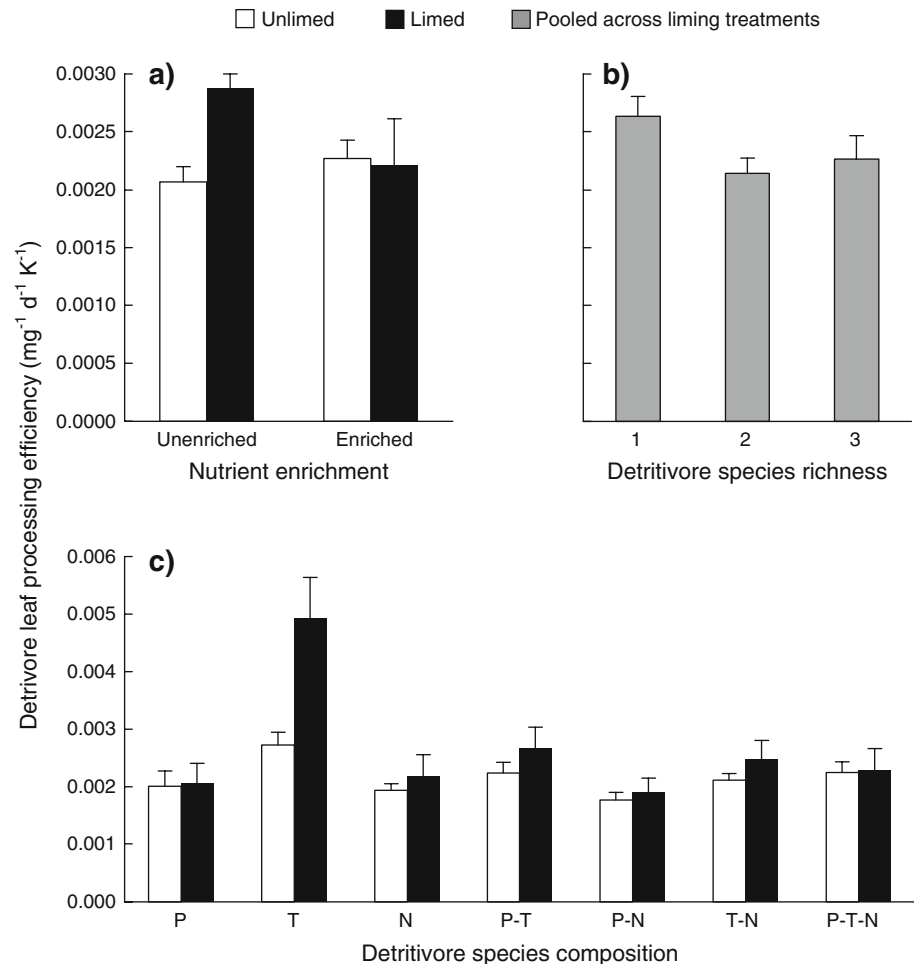 Unlimed Limed Pooled across liming treatments
a)
b)
0.0030
0.0025
0.0020
0.0015
0.0010
0.0005
0.0000
Unenriched Enriched
Nutrient enrichment
1 2 3
Detritivore species richness
Detrivore leaf processing efficiency (mg⁻¹ d⁻¹ K⁻¹)
c)
0.006
0.005
0.004
0.003
0.002
0.001
0.000
P T N P-T P-N T-N P-T-N
Detritivore species composition